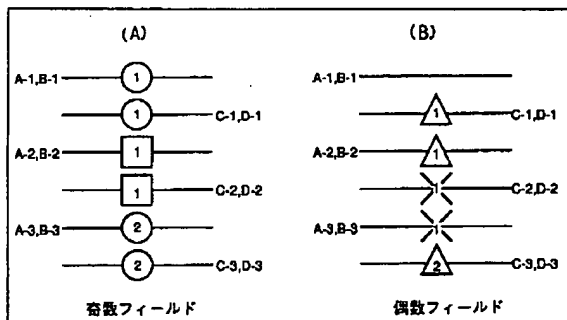 (A)
A-1,B-1 1
1 C-1,D-1
A-2,B-2 1
1 C-2,D-2
A-3,B-3 2
2 C-3,D-3
奇数フィールド
(B)
A-1,B-1
1 C-1,D-1
A-2,B-2 1
1 C-2,D-2
A-3,B-3 1
2 C-3,D-3
偶数フィールド